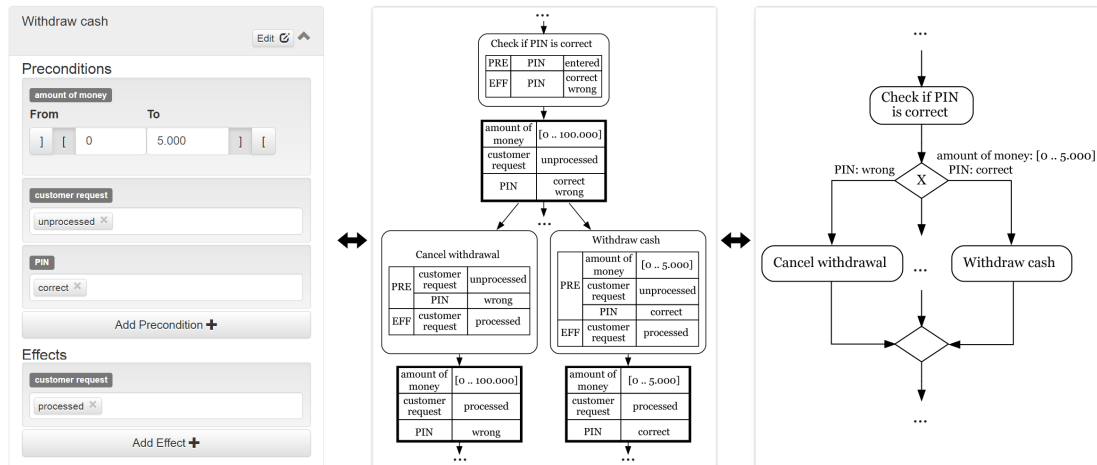 Withdraw cash
Edit
Preconditions
amount of money
From To
] [ 0 5.000 ] [
customer request
unprocessed ×
PIN
correct ×
Add Precondition +
Effects
customer request
processed ×
Add Effect +
...
Check if PIN is correct
PRE PIN entered
EFF PIN correct
wrong
amount of
money [0 .. 100.000]
customer
request unprocessed
PIN correct
wrong
...
Cancel withdrawal
PRE customer
request unprocessed
PIN wrong
EFF customer
request processed
Withdraw cash
PRE amount of
money [0 .. 5.000]
customer
request unprocessed
PIN correct
EFF customer
request processed
amount of
money [0 .. 100.000]
customer
request processed
PIN wrong
...
amount of
money [0 .. 5.000]
customer
request processed
PIN correct
...
...
Check if PIN
is correct
amount of money: [0 .. 5.000]
PIN: wrong X PIN: correct
Cancel withdrawal ... Withdraw cash
...